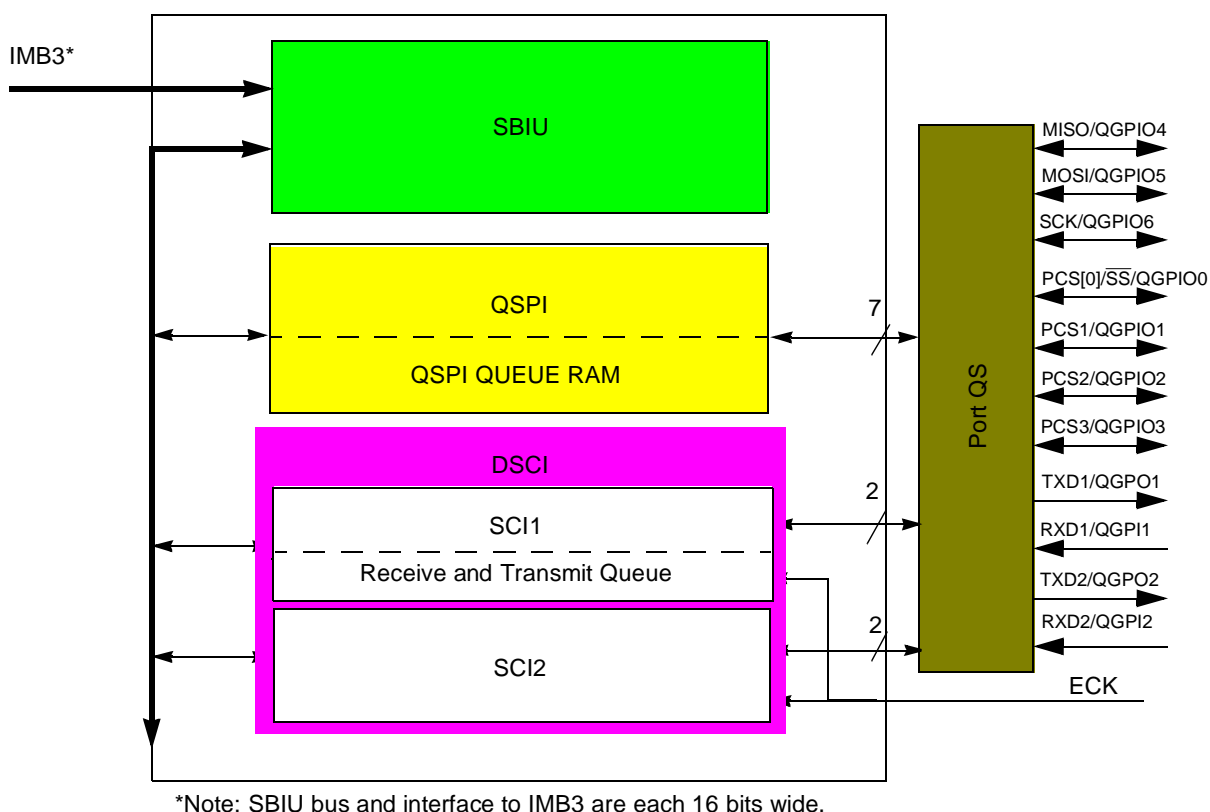 IMB3*
SBIU
QSPI
QSPI QUEUE RAM
7
DSCI
SCI1
Receive and Transmit Queue
2
SCI2
2
Port QS
MISO/QGPIO4
MOSI/QGPIO5
SCK/QGPIO6
PCS[0]/S̅S̅/QGPIO0
PCS1/QGPIO1
PCS2/QGPIO2
PCS3/QGPIO3
TXD1/QGPO1
RXD1/QGPI1
TXD2/QGPO2
RXD2/QGPI2
ECK
*Note: SBIU bus and interface to IMB3 are each 16 bits wide.